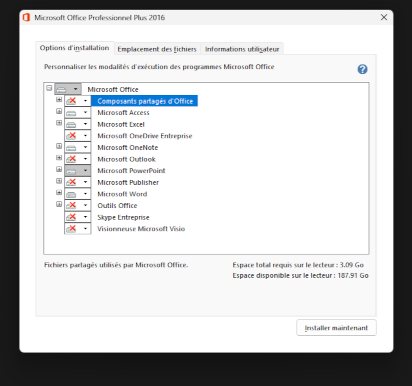 Microsoft Office Professionnel Plus 2016
Options d'installation
Emplacement des fichiers
Informations utilisateur
Personnaliser les modalités d'exécution des programmes Microsoft Office
Microsoft Office
Composants partagés d'Office
Microsoft Access
Microsoft Excel
Microsoft OneDrive Entreprise
Microsoft OneNote
Microsoft Outlook
Microsoft PowerPoint
Microsoft Publisher
Microsoft Word
Outils Office
Skype Entreprise
Visionneuse Microsoft Visio
Fichiers partagés utilisés par Microsoft Office.
Espace total requis sur le lecteur : 3.09 Go
Espace disponible sur le lecteur : 187.91 Go
Installer maintenant